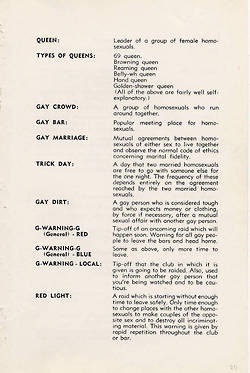 QUEEN: Leader of a group of female homo-
sexuals.
TYPES OF QUEENS: 69 queen.
Browning queen
Reaming queen
Belly-wh queen
Hand queen
Golden-shower queen
(All of the above are fairly well self-
explanatory.)
GAY CROWD: A group of homosexuals who run
around together.
GAY BAR: Popular meeting place for homo-
sexuals.
GAY MARRIAGE: Mutual agreements between homo-
sexuals of either sex to live together
and observe the normal code of ethics
concerning marital fidelity.
TRICK DAY: A day that two married homosexuals
are free to go with someone else for
the one night. The frequency of these
depends entirely on the agreement
reached by the two married homo-
sexuals.
GAY DIRT: A gay person who is considered tough
and who expects money or clothing,
by force if necessary, after a mutual
sexual affair with another gay person.
G-WARNING-G Tip-off of an oncoming raid which will
(General) - RED happen soon. Warning for all gay peo-
ple to leave the bars and head home.
G-WARNING-G Same as above, only more time to
(General) - BLUE leave.
G-WARNING - LOCAL: Tip-off that the club in which it is
given is going to be raided. Also, used
to inform another gay person that
you're being watched and to be cau-
tious.
RED LIGHT: A raid which is starting without enough
time to leave safely. Only time enough
to change places with the other homo-
sexuals to make couples of the oppo-
site sex and to destroy all incriminat-
ing material. This warning is given by
rapid repetition throughout the club
or bar.